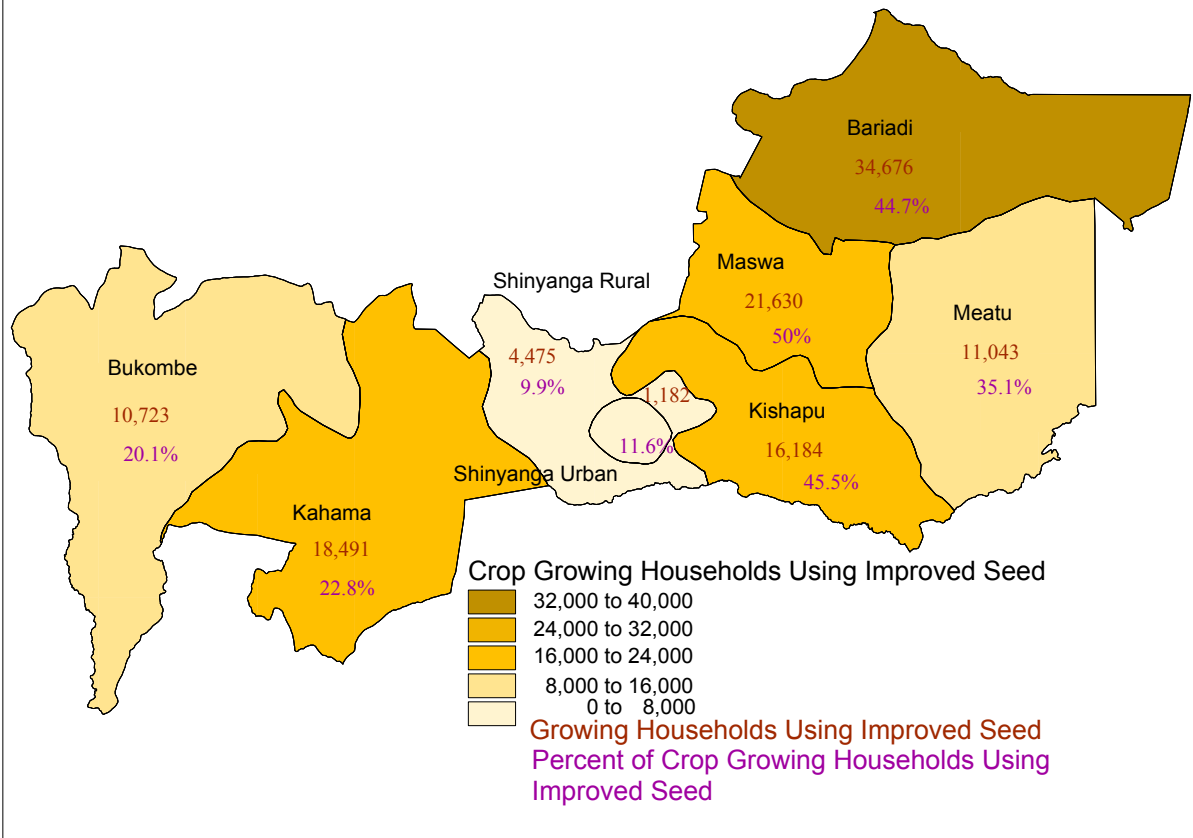 Bariadi
34,676
44.7%
Maswa
21,630
50%
Shinyanga Rural
4,475
9.9%
Meatu
11,043
35.1%
Bukombe
10,723
20.1%
1,182
11.6%
Kishapu
16,184
45.5%
Shinyanga Urban
Kahama
18,491
22.8%
Crop Growing Households Using Improved Seed
32,000 to 40,000
24,000 to 32,000
16,000 to 24,000
8,000 to 16,000
0 to 8,000
Growing Households Using Improved Seed
Percent of Crop Growing Households Using
Improved Seed